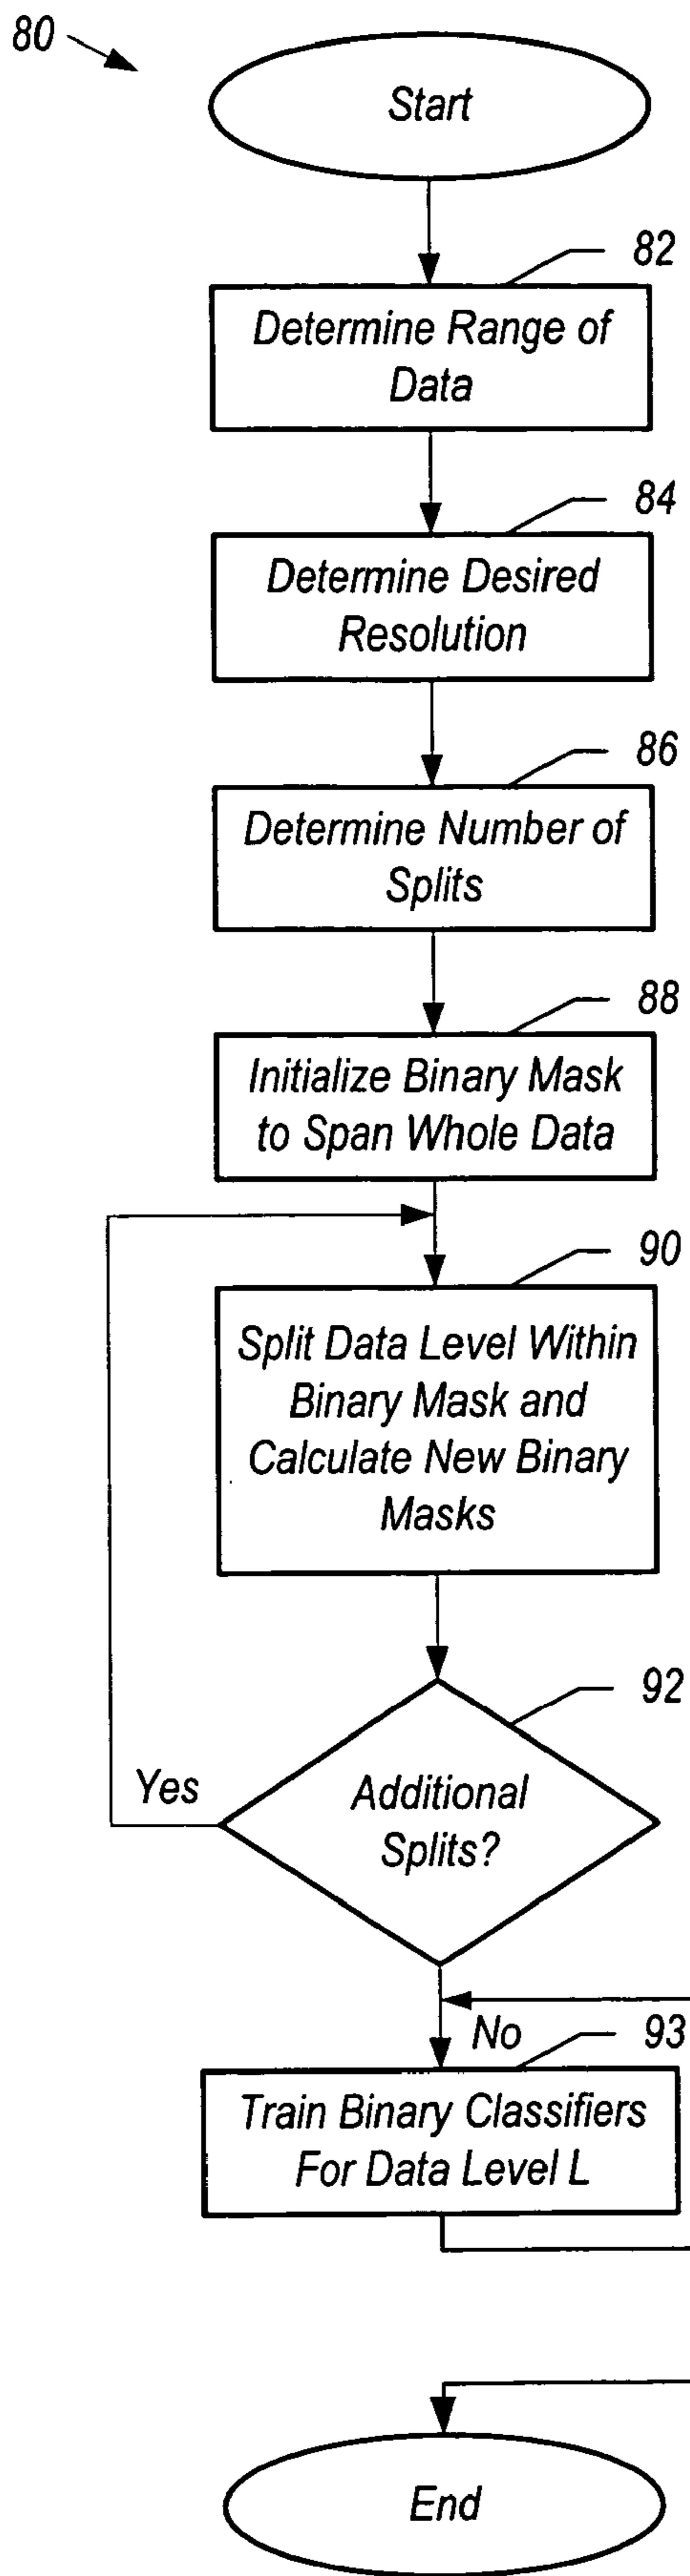 80
Start
82
Determine Range of
Data
84
Determine Desired
Resolution
86
Determine Number of
Splits
88
Initialize Binary Mask
to Span Whole Data
90
Split Data Level Within
Binary Mask and
Calculate New Binary
Masks
92
Yes
Additional
Splits?
No
93
Train Binary Classifiers
For Data Level L
End